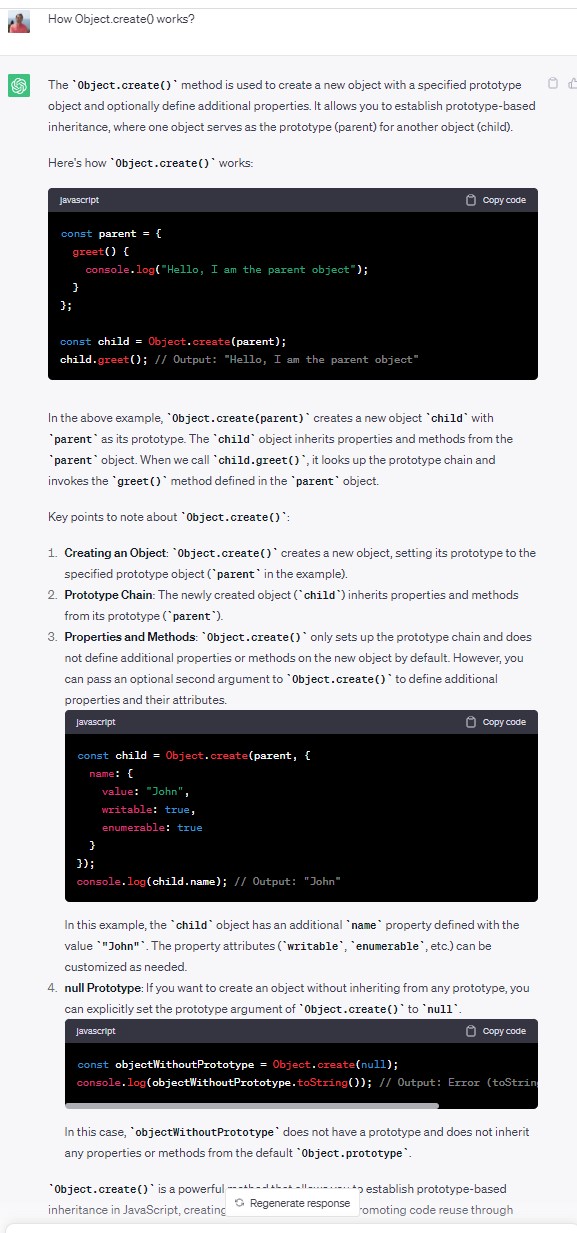 How Object.create() works?
The `Object.create()` method is used to create a new object with a specified prototype
object and optionally define additional properties. It allows you to establish prototype-based
inheritance, where one object serves as the prototype (parent) for another object (child).
Here's how `Object.create()` works:
javascript Copy code
const parent = {
  greet() {
    console.log("Hello, I am the parent object");
  }
};

const child = Object.create(parent);
child.greet(); // Output: "Hello, I am the parent object"
In the above example, `Object.create(parent)` creates a new object `child` with
`parent` as its prototype. The `child` object inherits properties and methods from the
`parent` object. When we call `child.greet()`, it looks up the prototype chain and
invokes the `greet()` method defined in the `parent` object.
Key points to note about `Object.create()`:
1. Creating an Object: `Object.create()` creates a new object, setting its prototype to the
specified prototype object (`parent` in the example).
2. Prototype Chain: The newly created object (`child`) inherits properties and methods
from its prototype (`parent`).
3. Properties and Methods: `Object.create()` only sets up the prototype chain and does
not define additional properties or methods on the new object by default. However, you
can pass an optional second argument to `Object.create()` to define additional
properties and their attributes.
javascript Copy code
const child = Object.create(parent, {
  name: {
    value: "John",
    writable: true,
    enumerable: true
  }
});
console.log(child.name); // Output: "John"
In this example, the `child` object has an additional `name` property defined with the
value `"John"`. The property attributes (`writable`, `enumerable`, etc.) can be
customized as needed.
4. null Prototype: If you want to create an object without inheriting from any prototype, you
can explicitly set the prototype argument of `Object.create()` to `null`.
javascript Copy code
const objectWithoutPrototype = Object.create(null);
console.log(objectWithoutPrototype.toString()); // Output: Error (toString
In this case, `objectWithoutPrototype` does not have a prototype and does not inherit
any properties or methods from the default `Object.prototype`.
`Object.create()` is a powerful to establish prototype-based
Regenerate response
inheritance in JavaScript, creating code reuse through